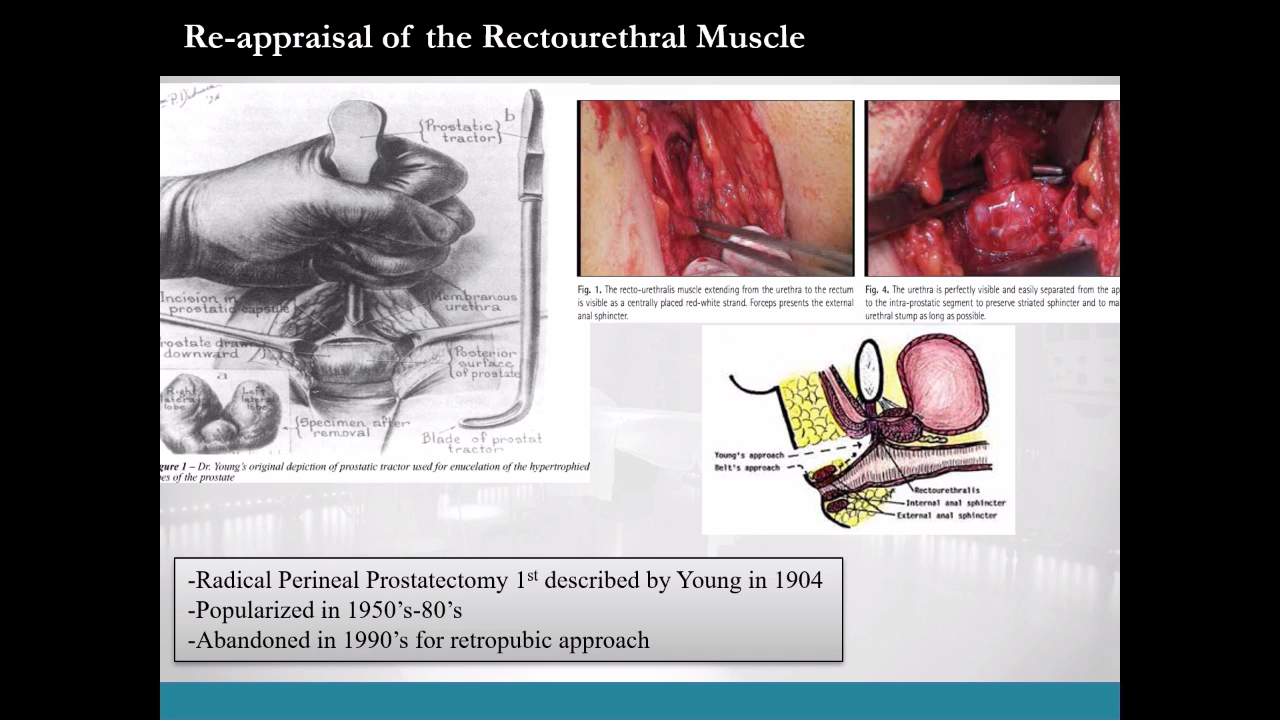 Re-appraisal of the Rectourethral Muscle
Prostatic
tractor
b
Incision in
prostatic capsule
Membranous
urethra
rostate drawn
downward
Posterior
surface
of prostate
a
Right
lateral
lobe
Left
lateral
lobe
Specimen after
removal
Blade of prostat
tractor
gure 1 – Dr. Young's original depiction of prostatic tractor used for enucelation of the hypertrophied
es of the prostate
Fig. 1. The recto-urethralis muscle extending from the urethra to the rectum
is visible as a centrally placed red-white strand. Forceps presents the external
anal sphincter.
Fig. 4. The urethra is perfectly visible and easily separated from the ap
to the intra-prostatic segment to preserve striated sphincter and to ma
urethral stump as long as possible.
Young's approach
Belt's approach
Rectourethralis
Internal anal sphincter
External anal sphincter
-Radical Perineal Prostatectomy 1st described by Young in 1904
-Popularized in 1950's-80's
-Abandoned in 1990's for retropubic approach